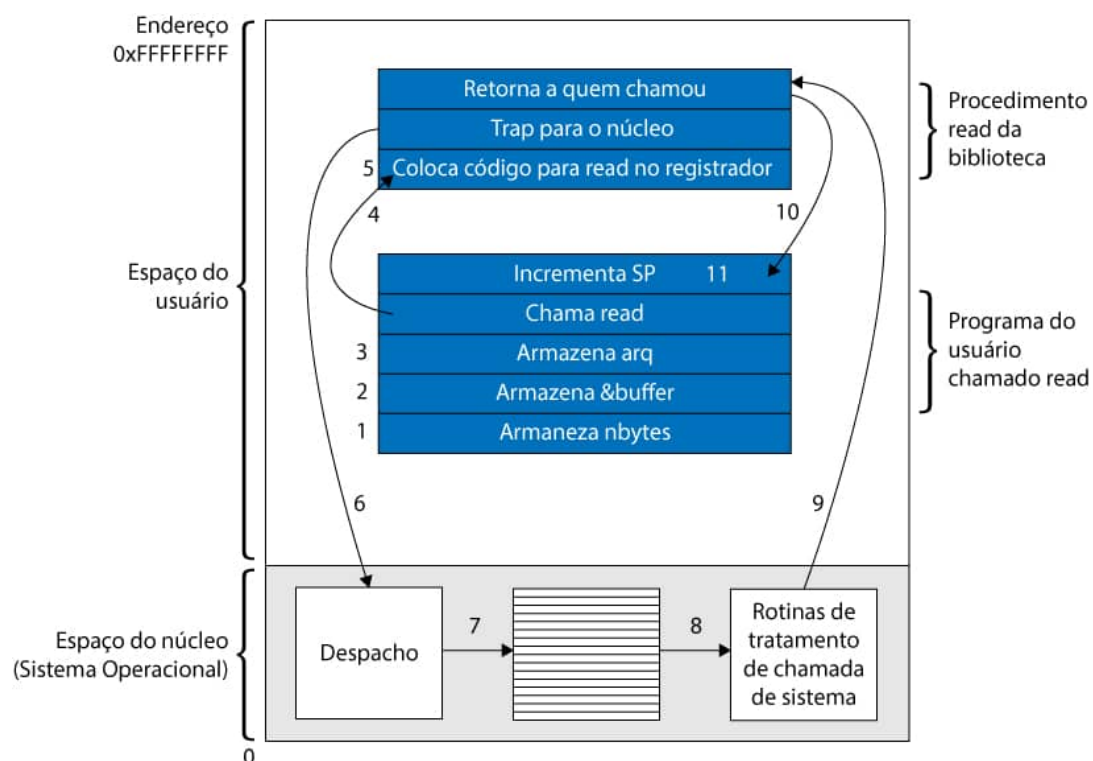 Endereço
0xFFFFFFFF
Retorna a quem chamou
Trap para o núcleo
5 Coloca código para read no registrador
4
10
Procedimento
read da
biblioteca
Espaço do
usuário
Incrementa SP 11
Chama read
3 Armazena arq
2 Armazena &buffer
1 Armaneza nbytes
Programa do
usuário
chamado read
6
9
Espaço do núcleo
(Sistema Operacional)
Despacho
7
8
Rotinas de
tratamento
de chamada
de sistema
0